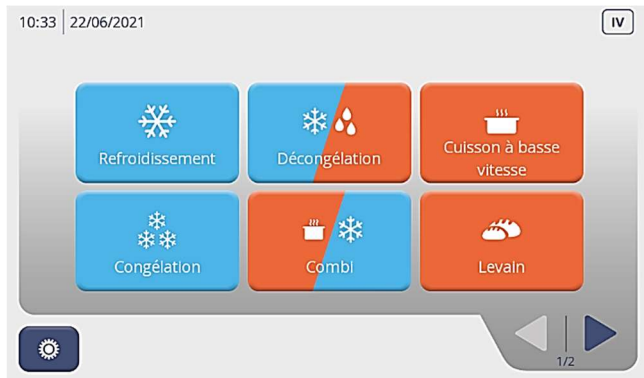 10:33 22/06/2021
IV
Refroidissement
Décongélation
Cuisson à basse
vitesse
Congélation
Combi
Levain
1/2